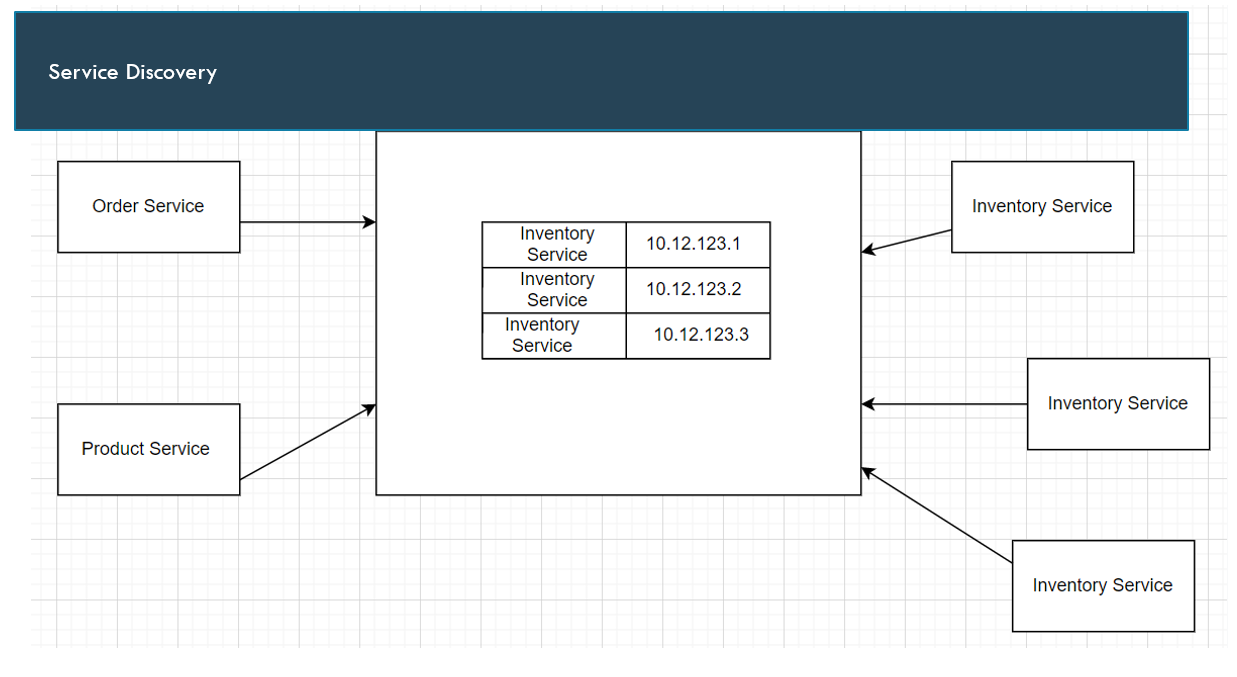 Service Discovery
Order Service
Inventory Service
Inventory
Service
10.12.123.1
Inventory
Service
10.12.123.2
Inventory
Service
10.12.123.3
Product Service
Inventory Service
Inventory Service